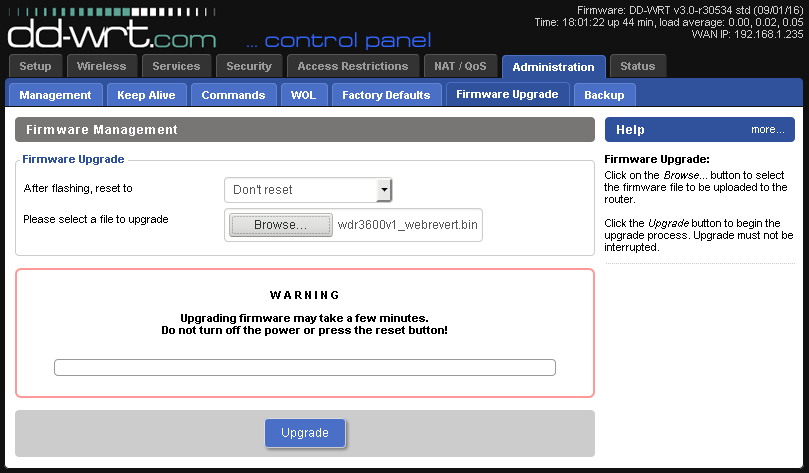 Firmware: DD-WRT v3.0-r30534 std (09/01/16)
Time: 18:01:22 up 44 min, load average: 0.00, 0.02, 0.05
WAN IP: 192.168.1.235
dd-wrt.com ... control panel
Setup Wireless Services Security Access Restrictions NAT / QoS Administration Status
Management Keep Alive Commands WOL Factory Defaults Firmware Upgrade Backup
Firmware Management
Firmware Upgrade
After flashing, reset to Don't reset
Please select a file to upgrade Browse... wdr3600v1_webrevert.bin
WARNING
Upgrading firmware may take a few minutes.
Do not turn off the power or press the reset button!
Upgrade
Help more...
Firmware Upgrade:
Click on the Browse... button to select
the firmware file to be uploaded to the
router.
Click the Upgrade button to begin the
upgrade process. Upgrade must not be
interrupted.